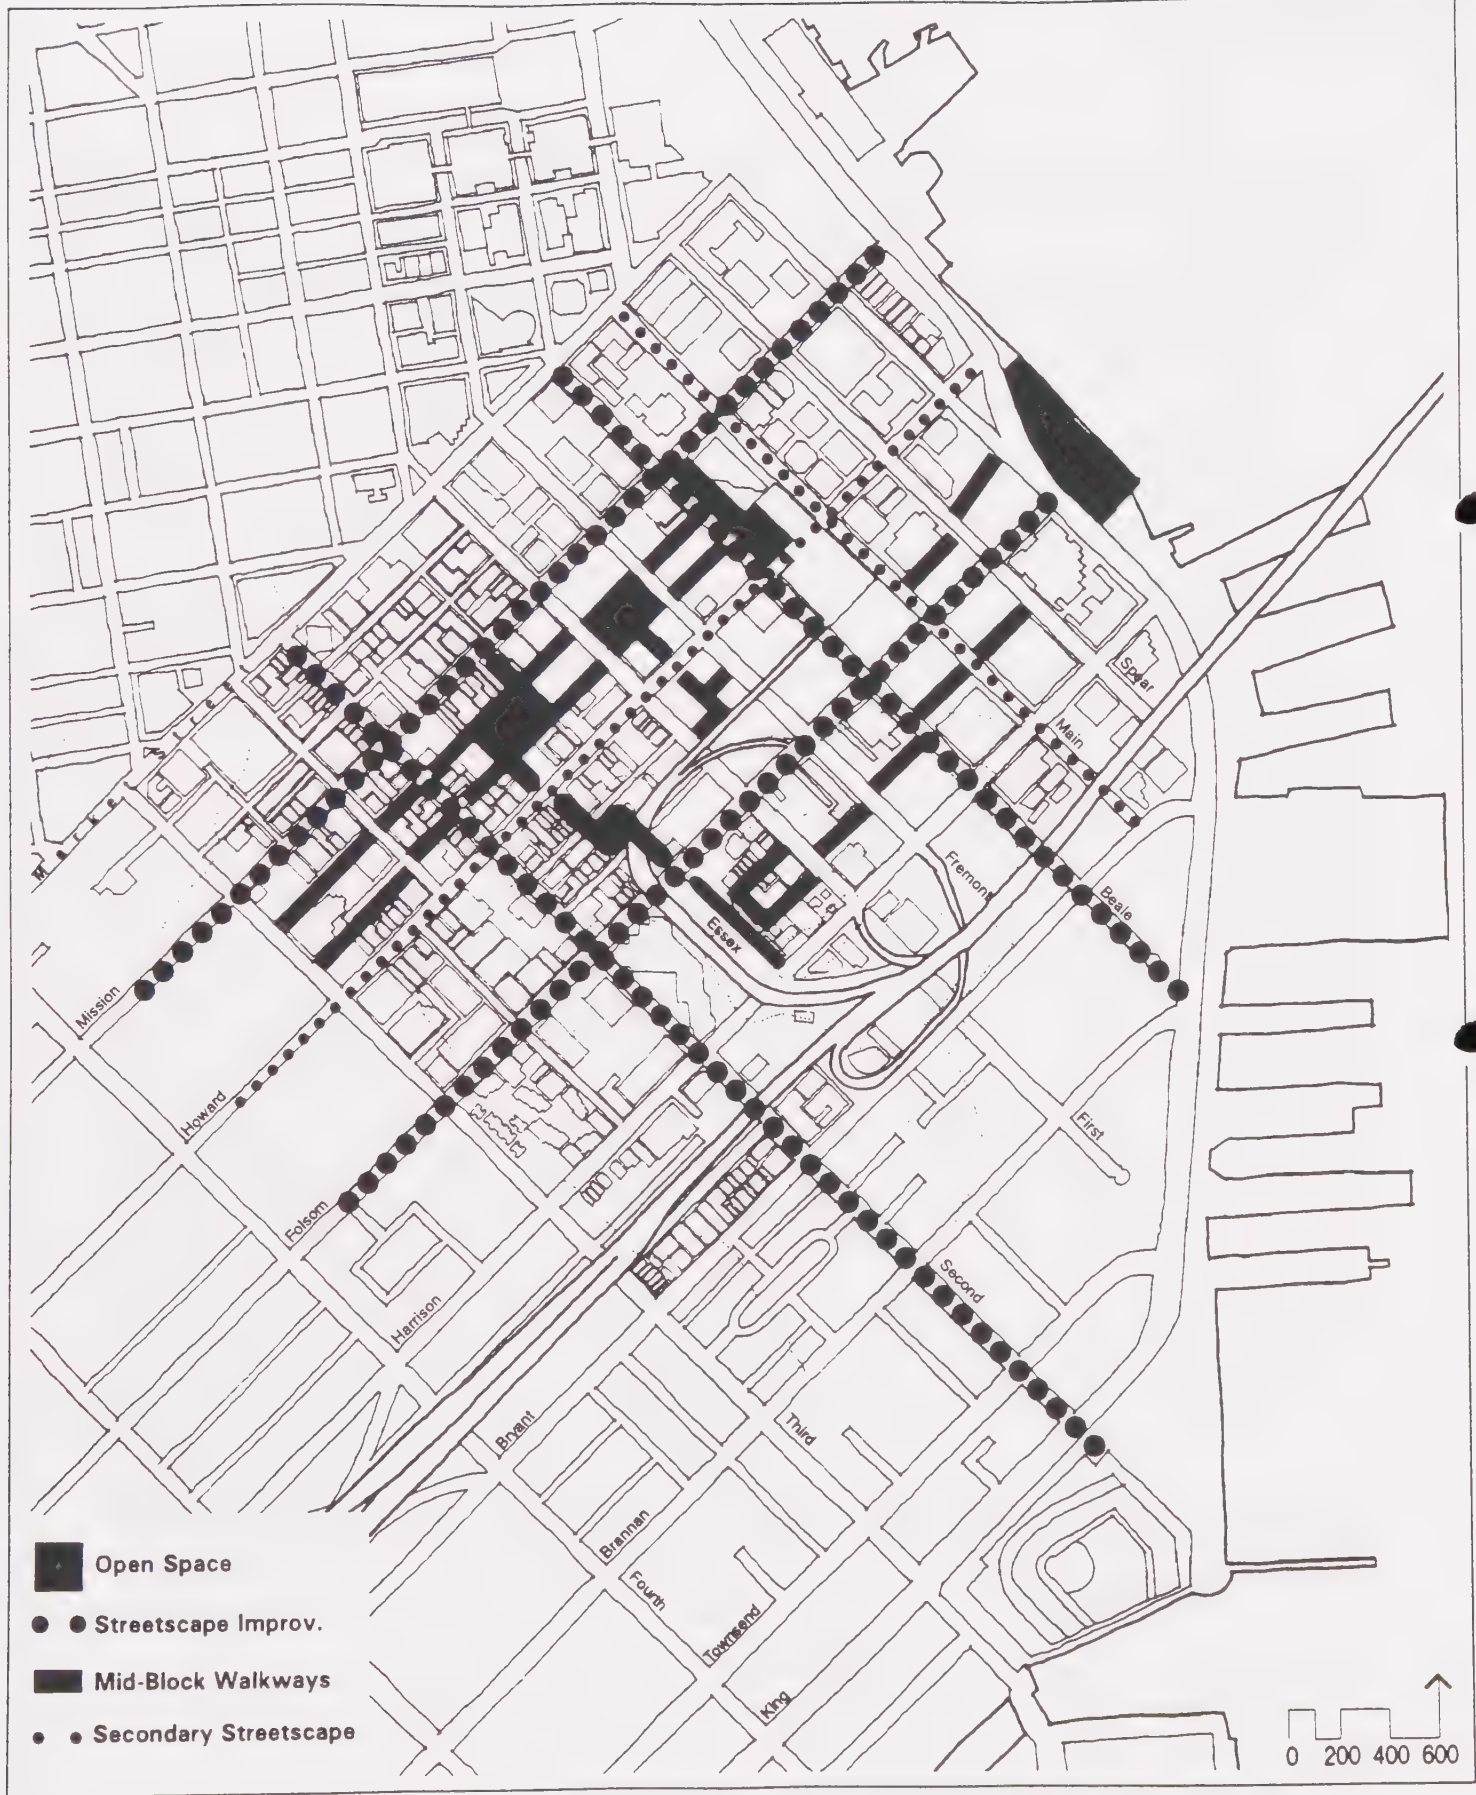 Spear
Main
Market
Fremont
Beale
Essex
Mission
Howard
First
Folsom
Second
Harrison
Bryant
Third
Brannan
Fourth
Townsend
King
Open Space
Streetscape Improv.
Mid-Block Walkways
Secondary Streetscape
0 200 400 600